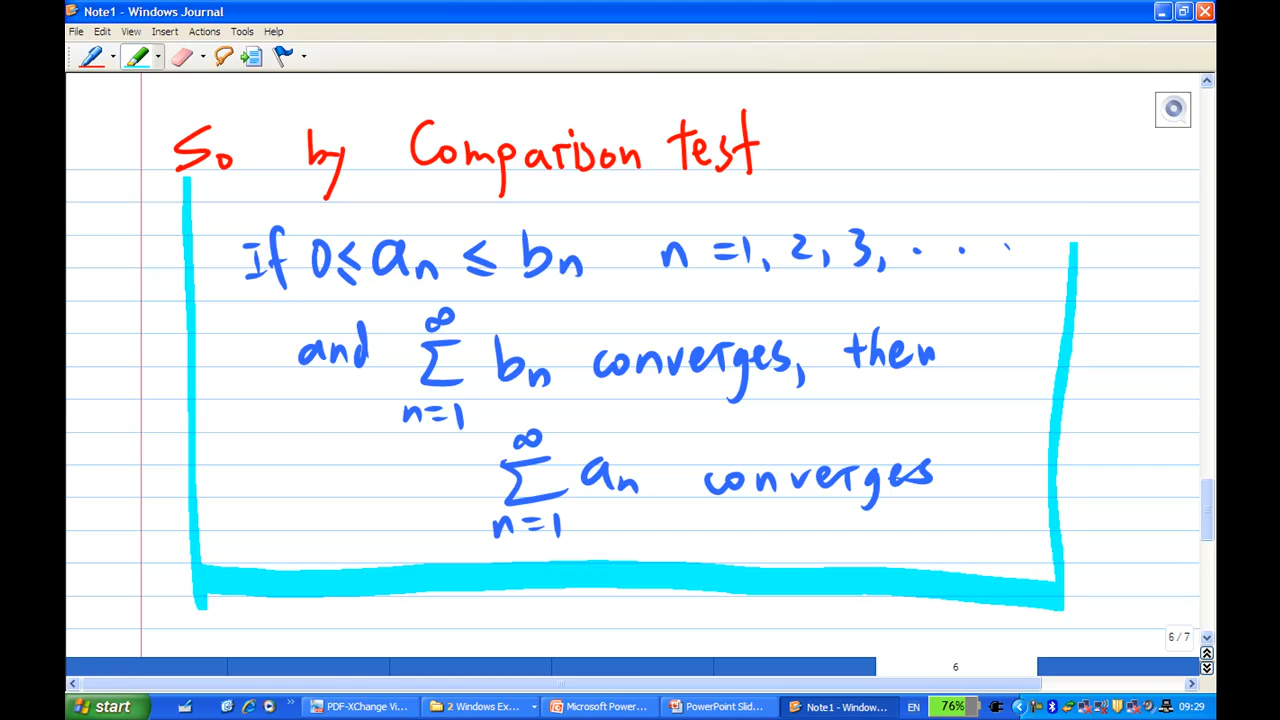 Note1 - Windows Journal
File Edit View Insert Actions Tools Help
So by Comparison test
If 0 ≤ an ≤ bn n = 1, 2, 3, . . .
and ∞∑n=1 bn converges, then
∞∑n=1 an converges
6 / 7
6
start PDF-XChange Vi... 2 Windows Ex... Microsoft Power... PowerPoint Slid... Note1 - Window... EN 76% 09:29